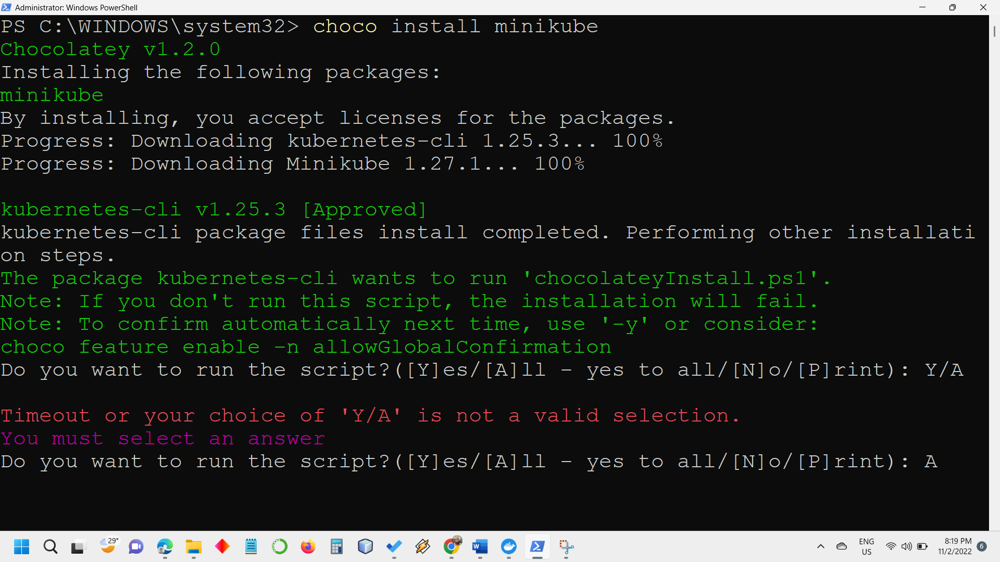 Administrator: Windows PowerShell
PS C:\WINDOWS\system32> choco install minikube
Chocolatey v1.2.0
Installing the following packages:
minikube
By installing, you accept licenses for the packages.
Progress: Downloading kubernetes-cli 1.25.3... 100%
Progress: Downloading Minikube 1.27.1... 100%
kubernetes-cli v1.25.3 [Approved]
kubernetes-cli package files install completed. Performing other installati
on steps.
The package kubernetes-cli wants to run 'chocolateyInstall.ps1'.
Note: If you don't run this script, the installation will fail.
Note: To confirm automatically next time, use '-y' or consider:
choco feature enable -n allowGlobalConfirmation
Do you want to run the script?([Y]es/[A]ll - yes to all/[N]o/[P]rint): Y/A
Timeout or your choice of 'Y/A' is not a valid selection.
You must select an answer
Do you want to run the script?([Y]es/[A]ll - yes to all/[N]o/[P]rint): A
29°
W
ENG
US
8:19 PM
11/2/2022
6